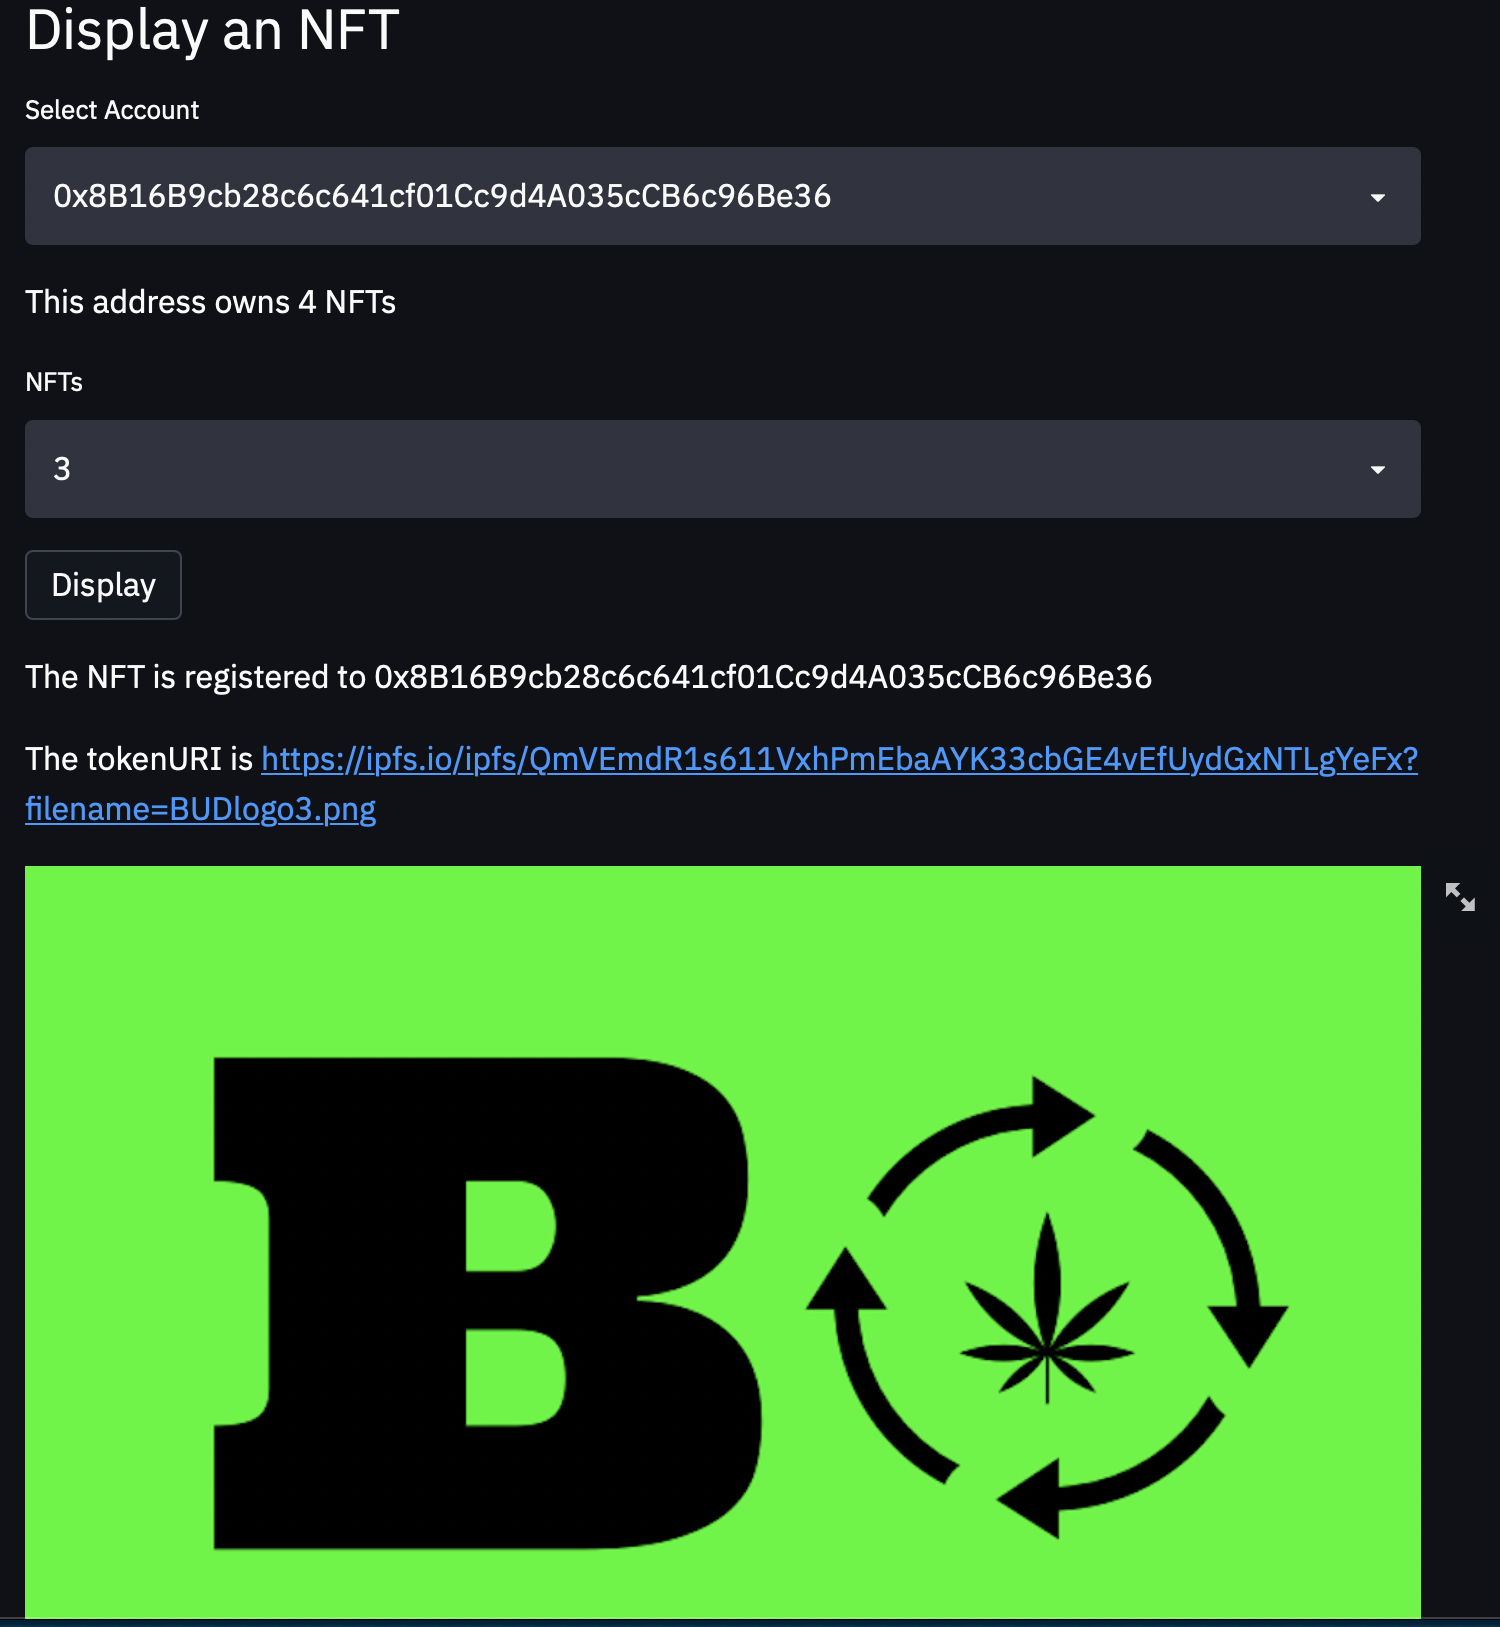 Display an NFT
Select Account
0x8B16B9cb28c6c641cf01Cc9d4A035cCB6c96Be36
This address owns 4 NFTs
NFTs
3
Display
The NFT is registered to 0x8B16B9cb28c6c641cf01Cc9d4A035cCB6c96Be36
The tokenURI is https://ipfs.io/ipfs/QmVEmdR1s611VxhPmEbaAYK33cbGE4vEfUydGxNTLgYeFx?
filename=BUDlogo3.png
B